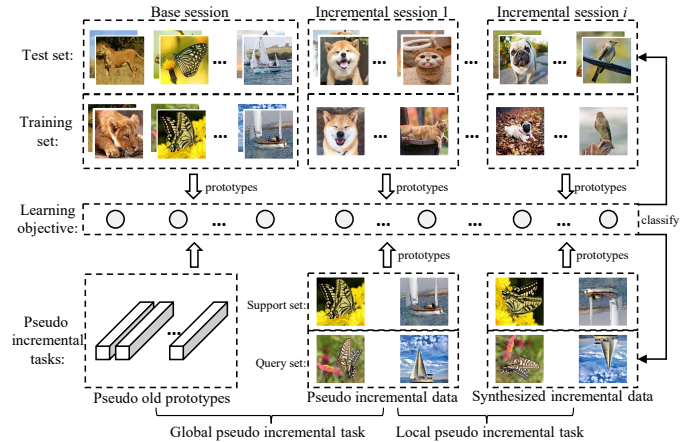 Base session
Incremental session 1
Incremental session i
Test set:
...
...
...
...
Training
set:
...
...
...
...
prototypes
prototypes
prototypes
Learning
objective:
...
...
...
...
classify
prototypes
prototypes
Pseudo
incremental
tasks:
...
Support set:
Query set:
Pseudo old prototypes
Pseudo incremental data
Synthesized incremental data
Global pseudo incremental task
Local pseudo incremental task